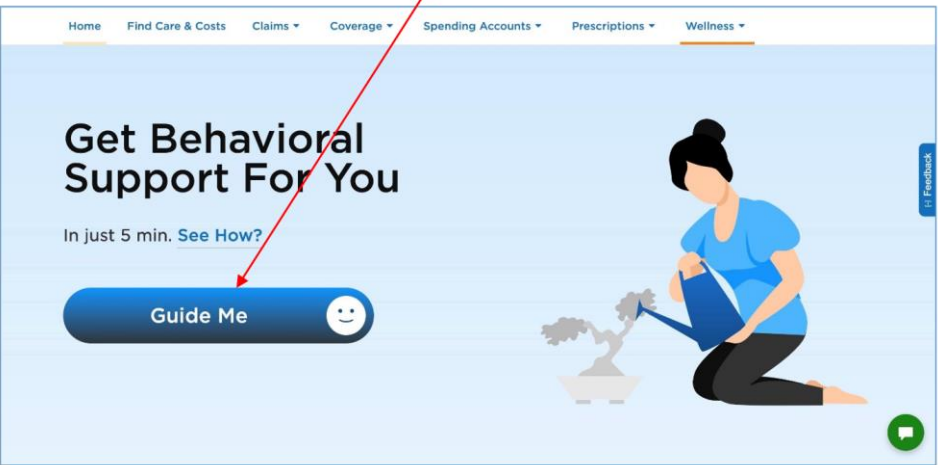 Home Find Care & Costs Claims Coverage Spending Accounts Prescriptions Wellness
Get Behavioral
Support For You
In just 5 min. See How?
Guide Me
Feedback